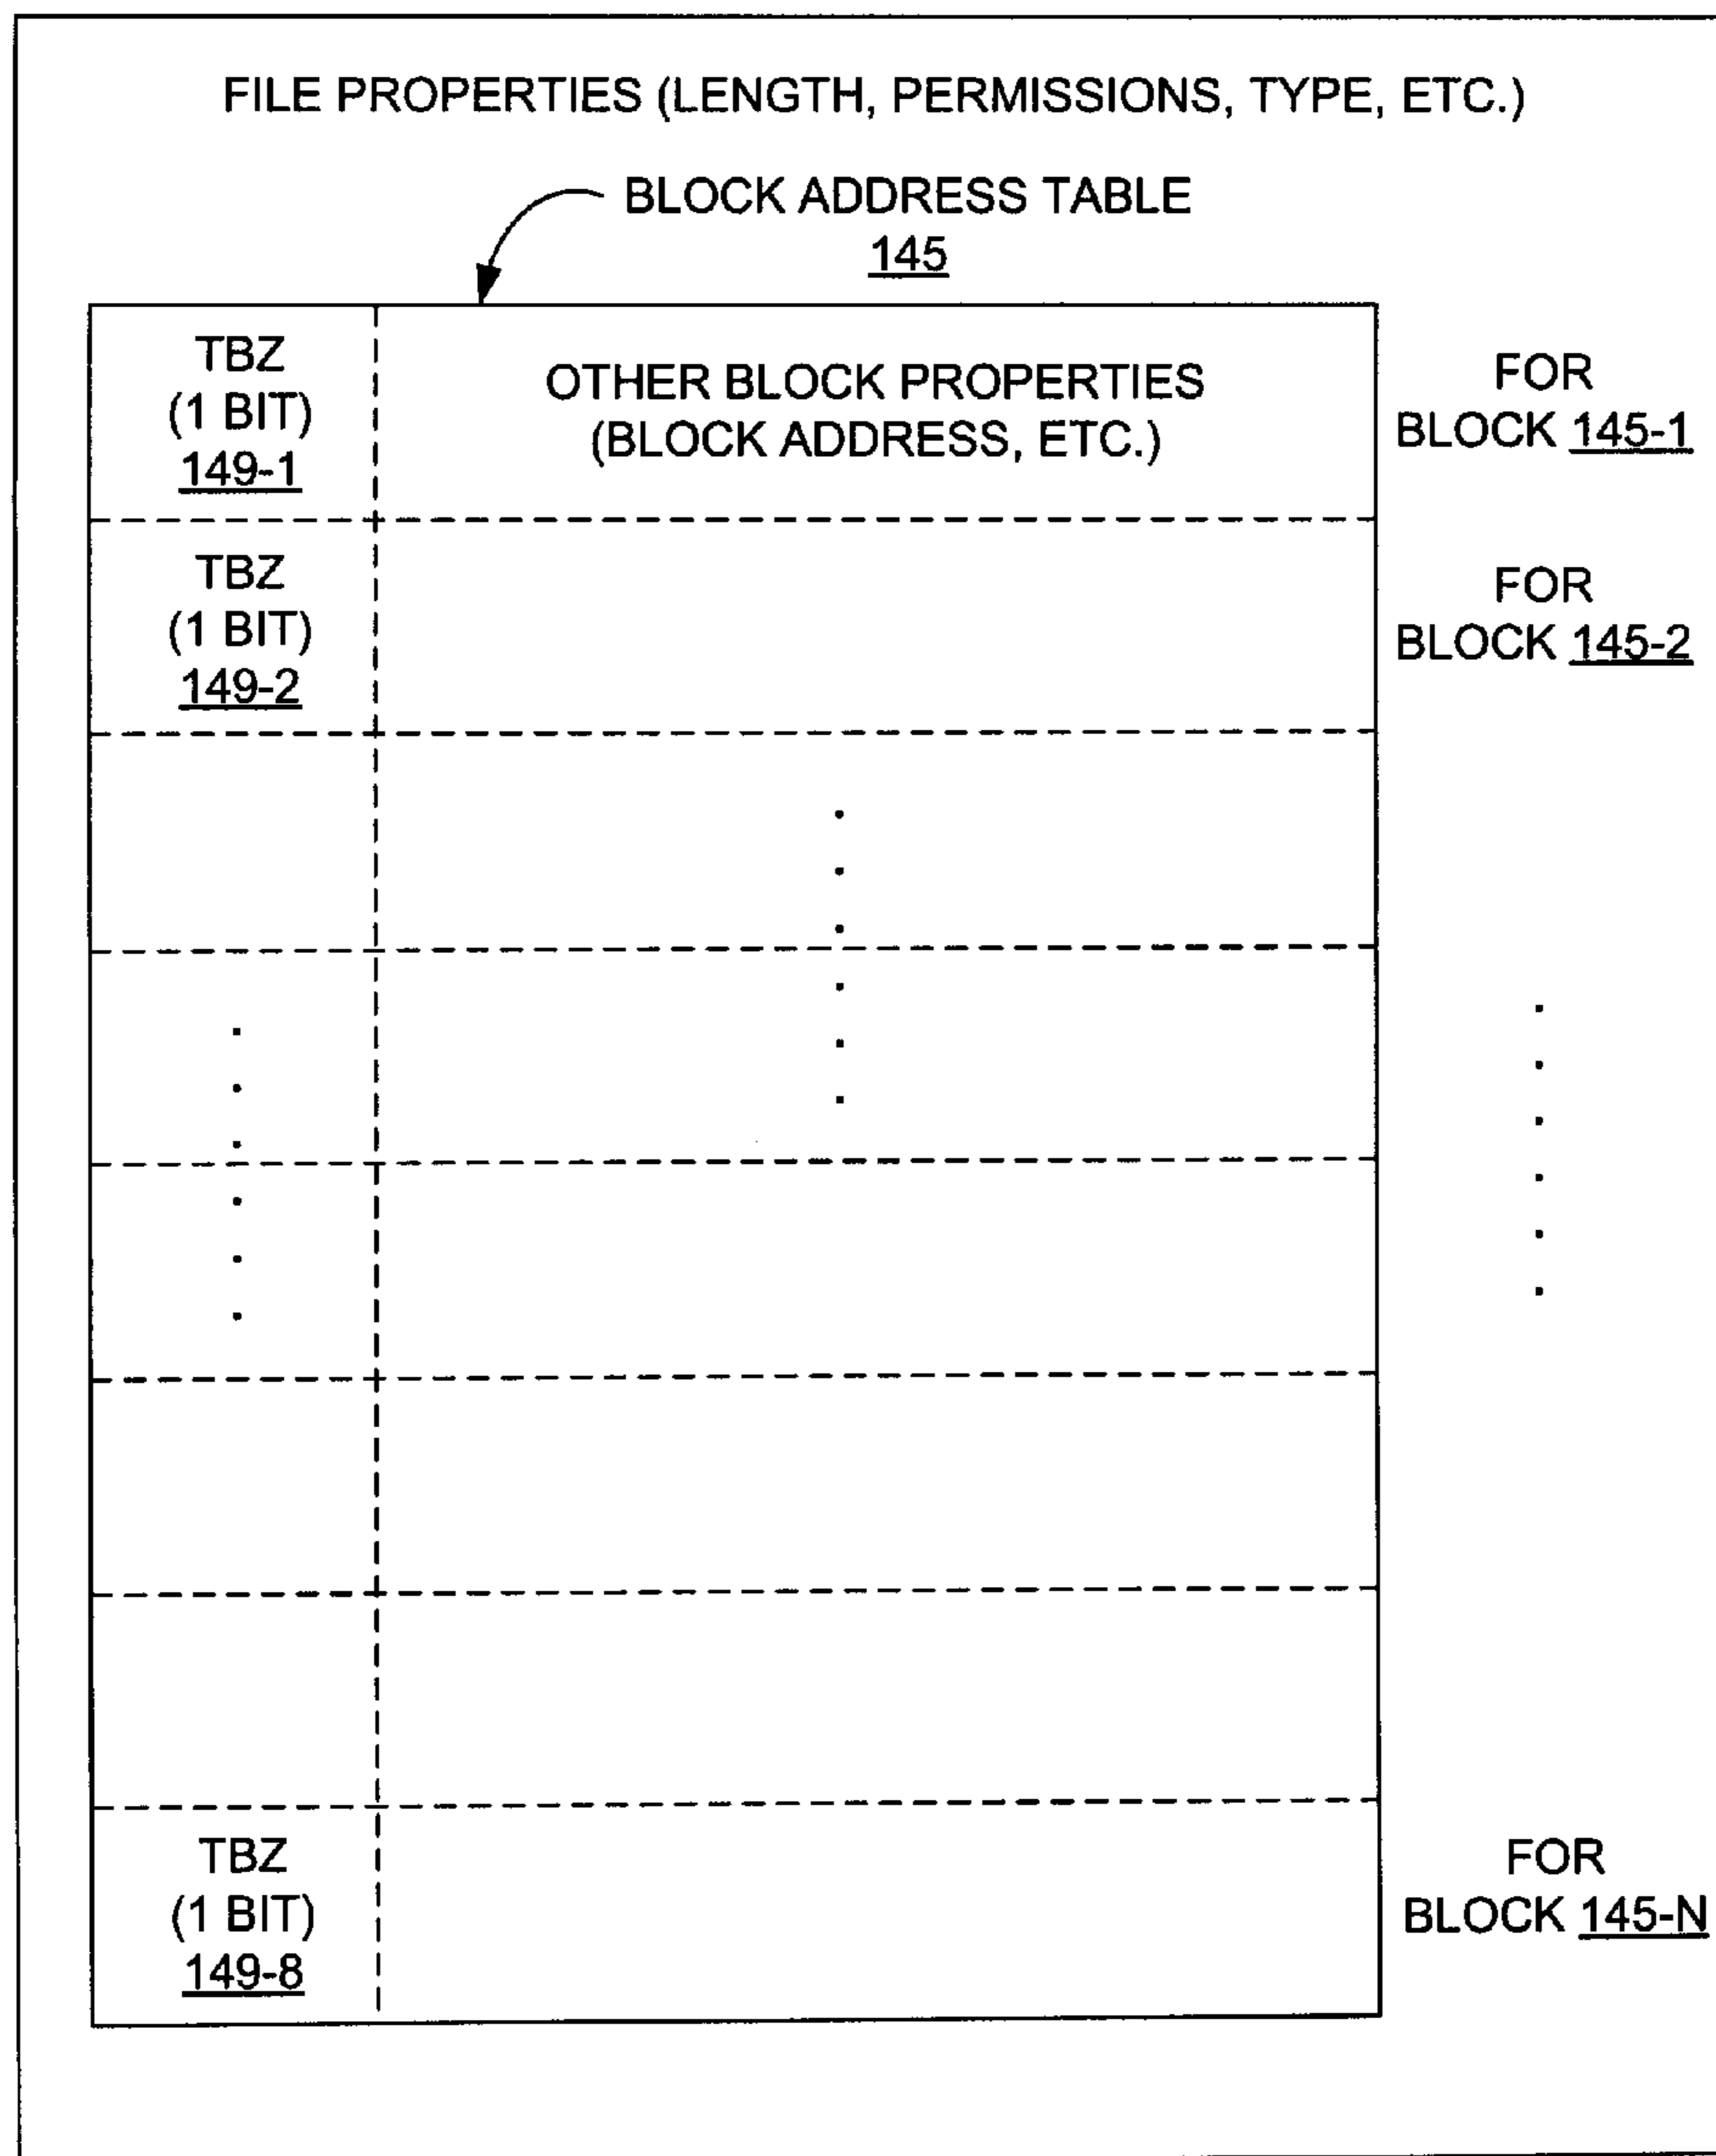 FILE PROPERTIES (LENGTH, PERMISSIONS, TYPE, ETC.)
BLOCK ADDRESS TABLE
145
TBZ
(1 BIT)
149-1
OTHER BLOCK PROPERTIES
(BLOCK ADDRESS, ETC.)
FOR
BLOCK 145-1
TBZ
(1 BIT)
149-2
FOR
BLOCK 145-2
TBZ
(1 BIT)
149-8
FOR
BLOCK 145-N